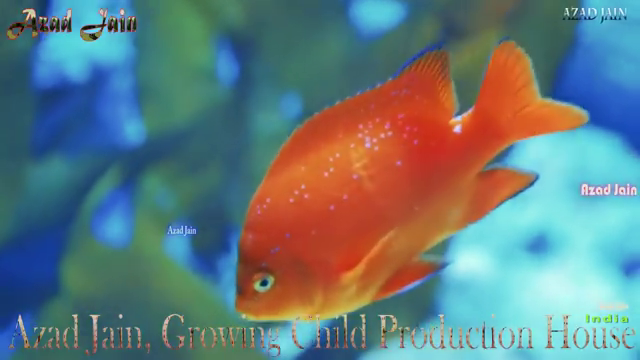 Azad Jain
AZAD JAIN
Azad Jain
Azad Jain
India
Azad Jain, Growing Child Production House